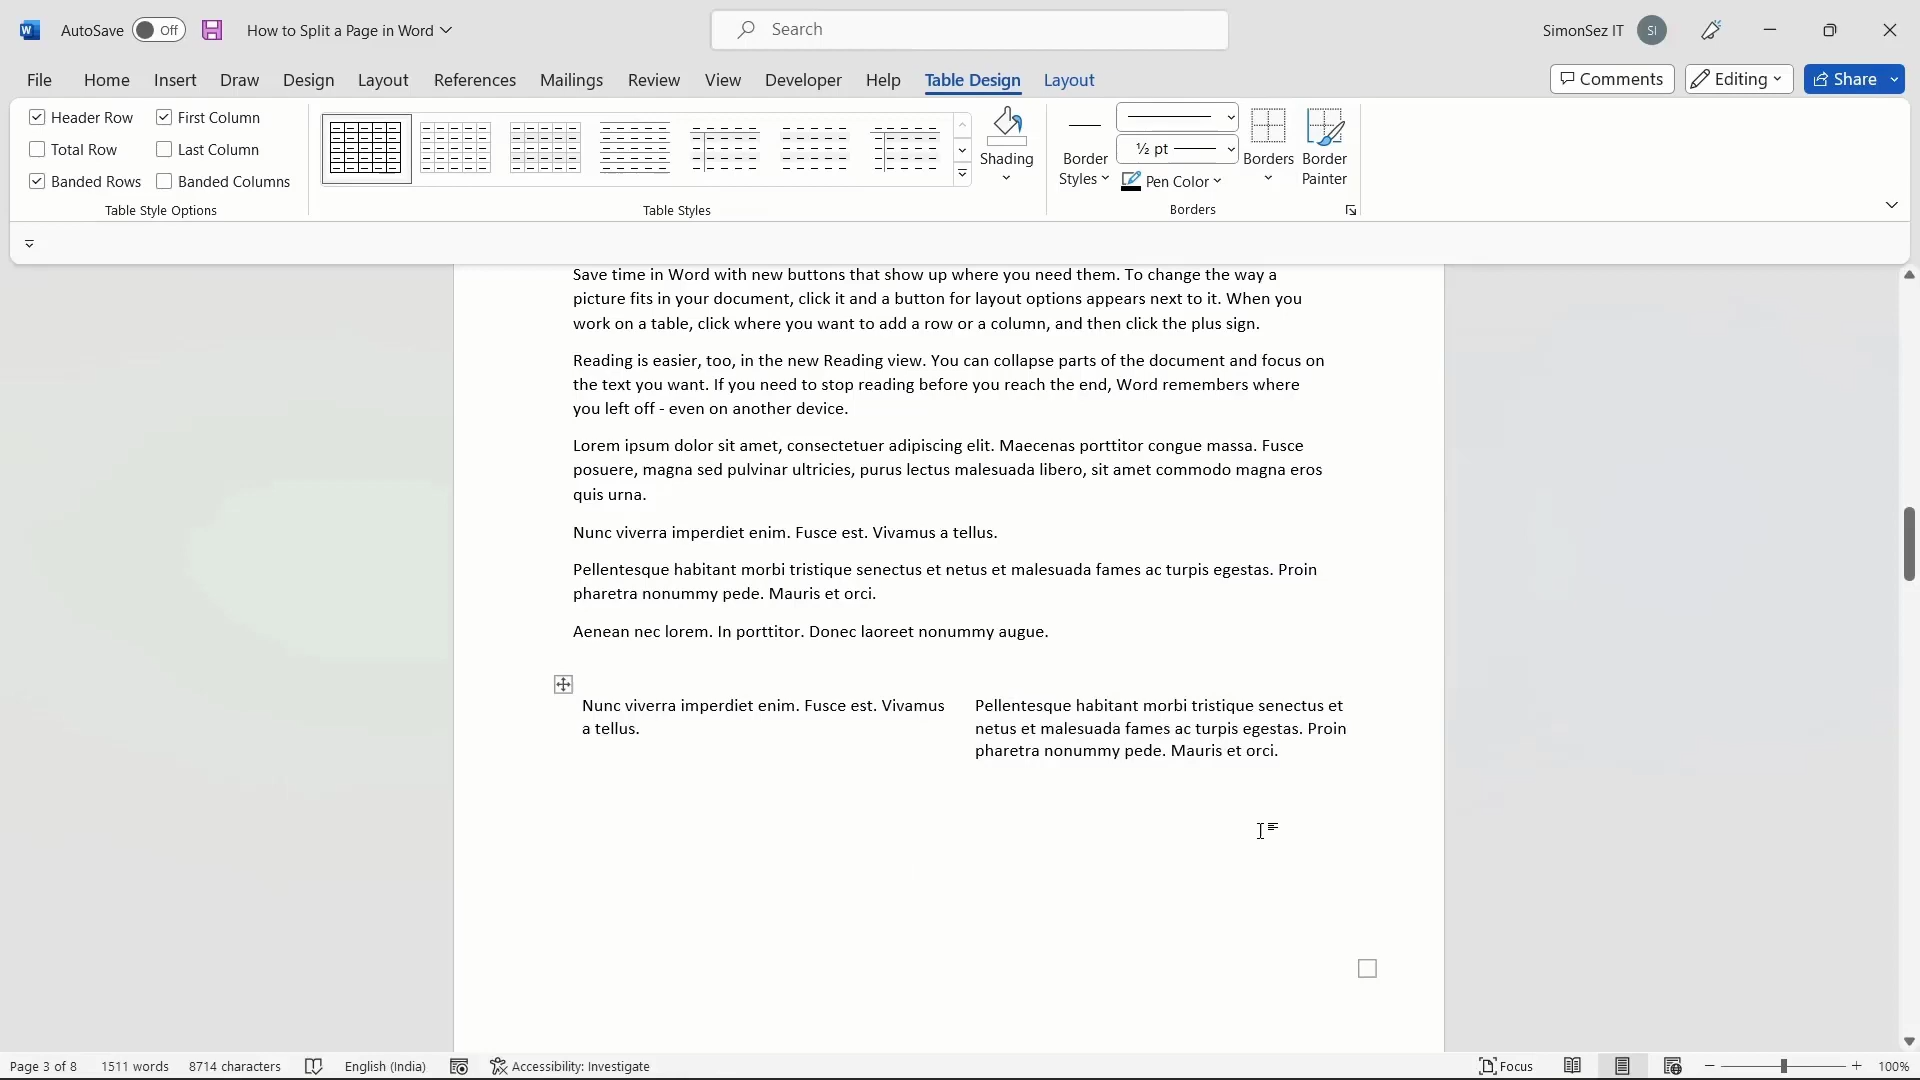 AutoSave Off How to Split a Page in Word Search SimonSez IT SI
File Home Insert Draw Design Layout References Mailings Review View Developer Help Table Design Layout Comments Editing Share
Header Row First Column
Total Row Last Column
Banded Rows Banded Columns
Table Style Options
Table Styles
Shading
Border Styles
½ pt
Pen Color
Borders
Border Painter
Borders
Save time in Word with new buttons that show up where you need them. To change the way a
picture fits in your document, click it and a button for layout options appears next to it. When you
work on a table, click where you want to add a row or a column, and then click the plus sign.
Reading is easier, too, in the new Reading view. You can collapse parts of the document and focus on
the text you want. If you need to stop reading before you reach the end, Word remembers where
you left off - even on another device.
Lorem ipsum dolor sit amet, consectetuer adipiscing elit. Maecenas porttitor congue massa. Fusce
posuere, magna sed pulvinar ultricies, purus lectus malesuada libero, sit amet commodo magna eros
quis urna.
Nunc viverra imperdiet enim. Fusce est. Vivamus a tellus.
Pellentesque habitant morbi tristique senectus et netus et malesuada fames ac turpis egestas. Proin
pharetra nonummy pede. Mauris et orci.
Aenean nec lorem. In porttitor. Donec laoreet nonummy augue.
Nunc viverra imperdiet enim. Fusce est. Vivamus
a tellus.
Pellentesque habitant morbi tristique senectus et
netus et malesuada fames ac turpis egestas. Proin
pharetra nonummy pede. Mauris et orci.
Page 3 of 8 1511 words 8714 characters English (India) Accessibility: Investigate Focus 100%